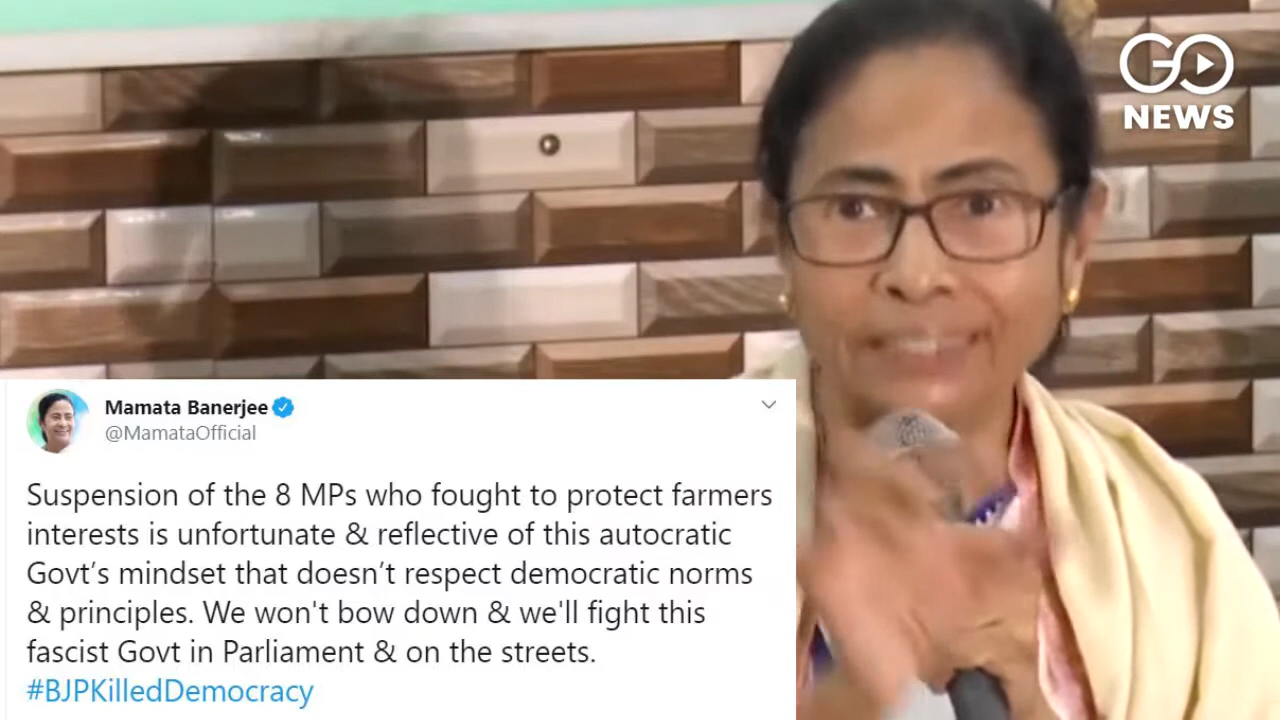 GO
NEWS
Mamata Banerjee
@MamataOfficial
Suspension of the 8 MPs who fought to protect farmers
interests is unfortunate & reflective of this autocratic
Govt’s mindset that doesn’t respect democratic norms
& principles. We won't bow down & we'll fight this
fascist Govt in Parliament & on the streets.
#BJPKilledDemocracy